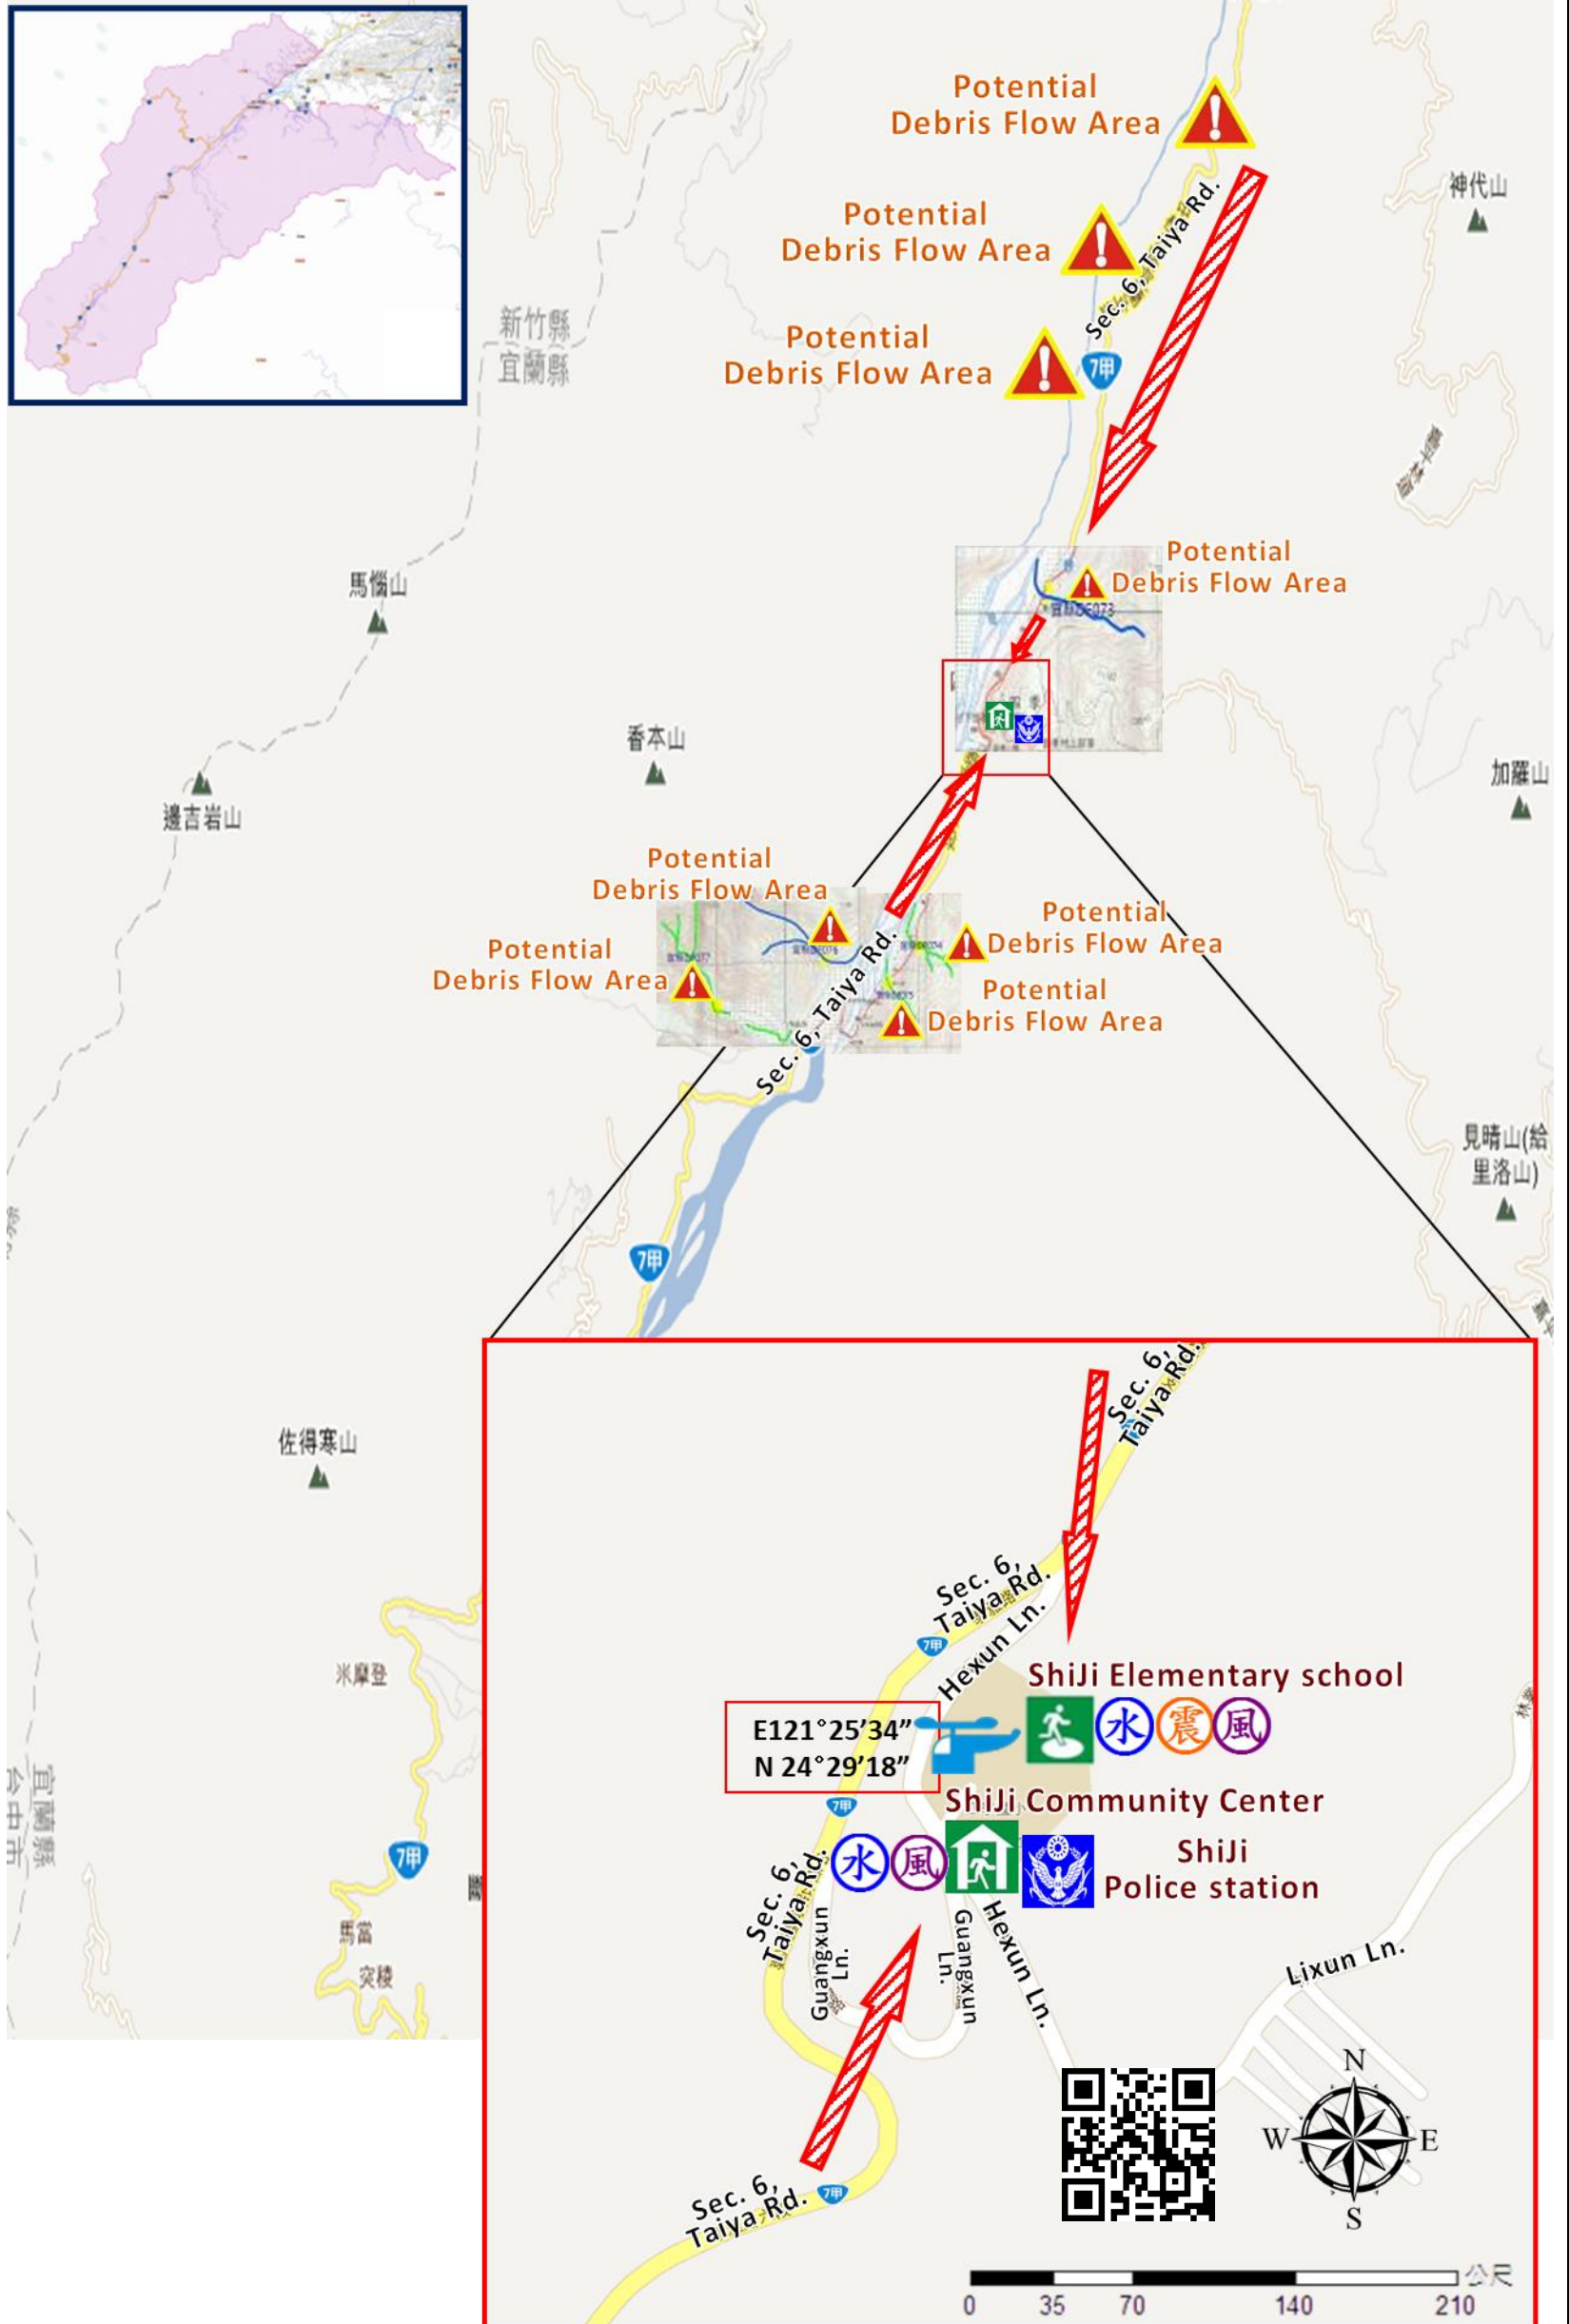 Potential
Debris Flow Area
神代山
Sec. 6, Taiya Rd.
Potential
Debris Flow Area
新竹縣
宜蘭縣
Potential
Debris Flow Area
7甲
Potential
Debris Flow Area
馬惱山
香本山
加羅山
邊吉岩山
Potential
Debris Flow Area
Potential
Debris Flow Area
Potential
Debris Flow Area
Potential
Debris Flow Area
Sec. 6, Taiya Rd.
見晴山(給
里洛山)
7甲
佐得寒山
米摩登
宜蘭縣
台中市
7甲
馬當
突稜
Sec. 6,
Taiya Rd.
Sec. 6,
Taiya Rd.
7甲
Hexun Ln.
ShiJi Elementary school
水
震
風
E121°25’34”
N 24°29’18”
7甲
ShiJi Community Center
水
風
ShiJi
Police station
Sec. 6,
Taiya Rd.
Guangxun
Ln.
Guangxun
Ln.
Hexun Ln.
Lixun Ln.
Sec. 6,
Taiya Rd.
7甲
N
W
E
S
公尺
0
35
70
140
210